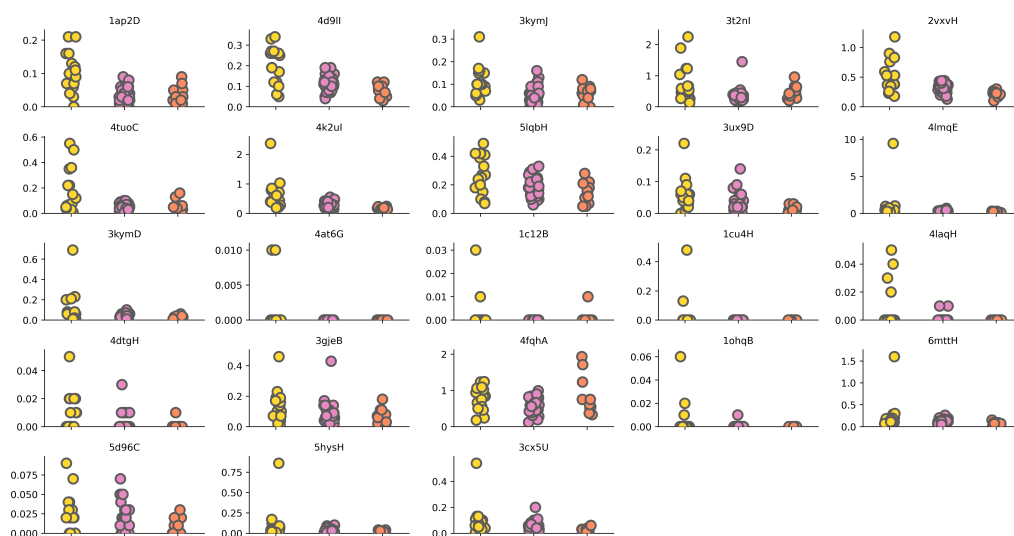 1ap2D 4d9lI 3kymJ 3t2nI 2vxvH
0.2 0.3 0.3 2 1.0
0.1 0.2 0.2 1 0.5
0.0 0.1 0.1 0 0.0
0.0 0.0
4tuoC 4k2uI 5lqbH 3ux9D 4lmqE
0.6 2 0.4 0.2 10
0.4 1 0.2 0.1 5
0.2 0 0.0 0.0 0
0.0
3kymD 4at6G 1c12B 1cu4H 4laqH
0.6 0.010 0.03 0.4 0.04
0.4 0.005 0.02 0.2 0.02
0.2 0.000 0.01 0.0 0.00
0.0 0.00
4dtgH 3gjeB 4fqhA 1ohqB 6mttH
0.04 0.4 2 0.06 1.5
0.02 0.2 1 0.04 1.0
0.00 0.0 0 0.02 0.5
0.00 0.0
5d96C 5hysH 3cx5U
0.075 0.75 0.4
0.050 0.50 0.2
0.025 0.25 0.0
0.000 0.00